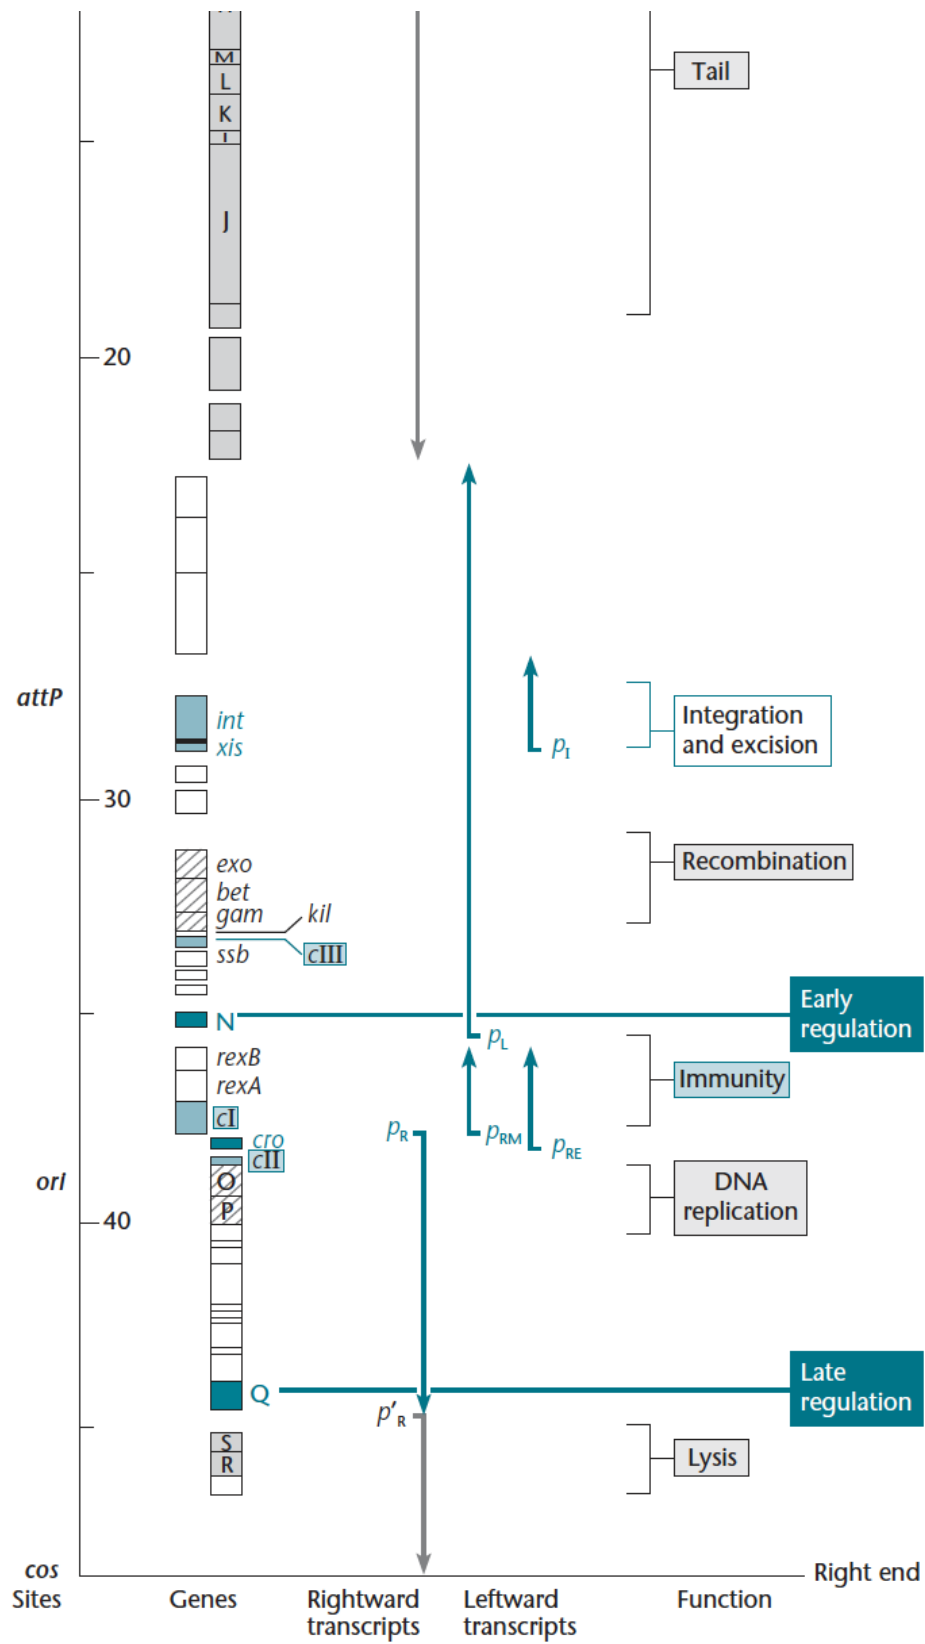 M
Tail
L
K
I
J
20
attP
int
xis
Integration
and excision
pI
30
exo
bet
gam
kil
Recombination
cIII
ssb
Early
regulation
N
pL
rexB
rexA
Immunity
cI
pR
pRM
pRE
cro
cII
ori
O
P
DNA
replication
40
Late
regulation
Q
p′R
S
R
Lysis
cos
Right end
Sites
Genes
Rightward
transcripts
Leftward
transcripts
Function